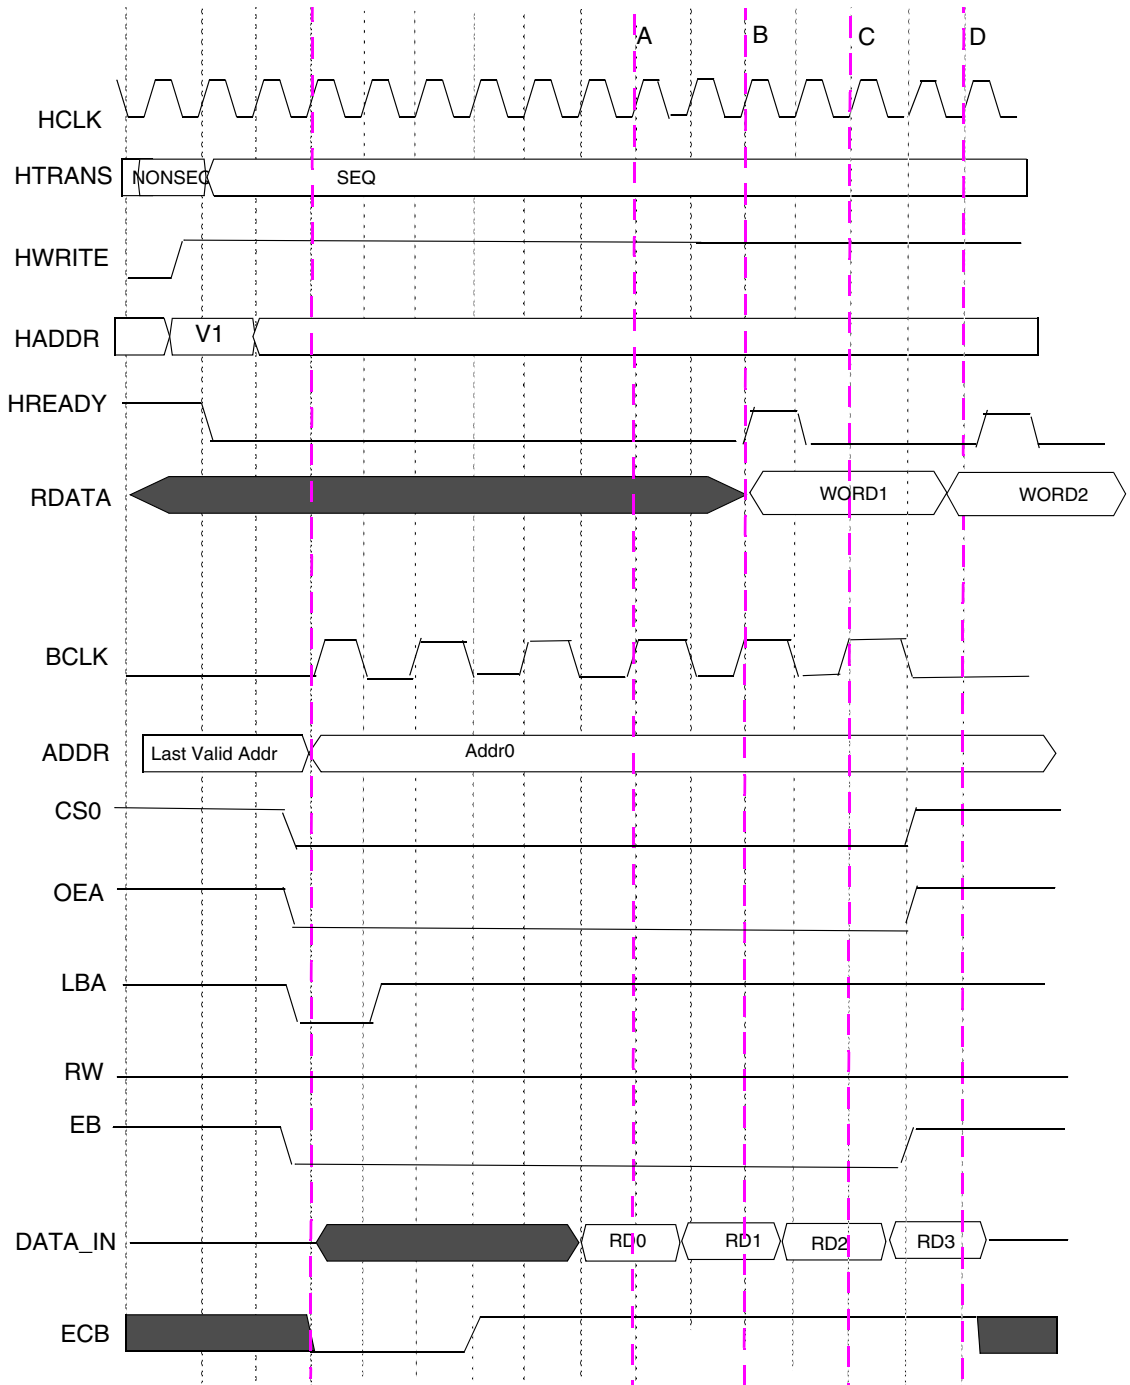 A B C D
HCLK
HTRANS NONSEQ SEQ
HWRITE
HADDR V1
HREADY
RDATA WORD1 WORD2
BCLK
ADDR Last Valid Addr Addr0
CS0
OEA
LBA
RW
EB
DATA_IN RD0 RD1 RD2 RD3
ECB